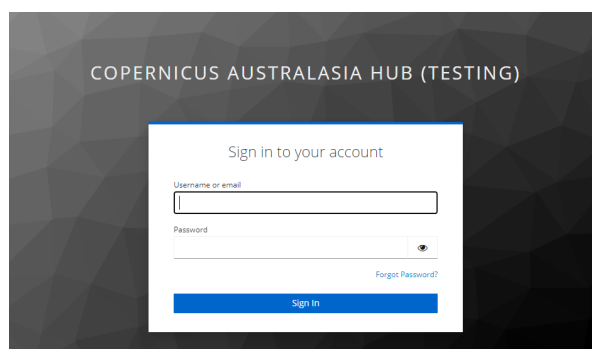 COPERNICUS AUSTRALASIA HUB (TESTING)
Sign in to your account
Username or email
Password
Forgot Password?
Sign In